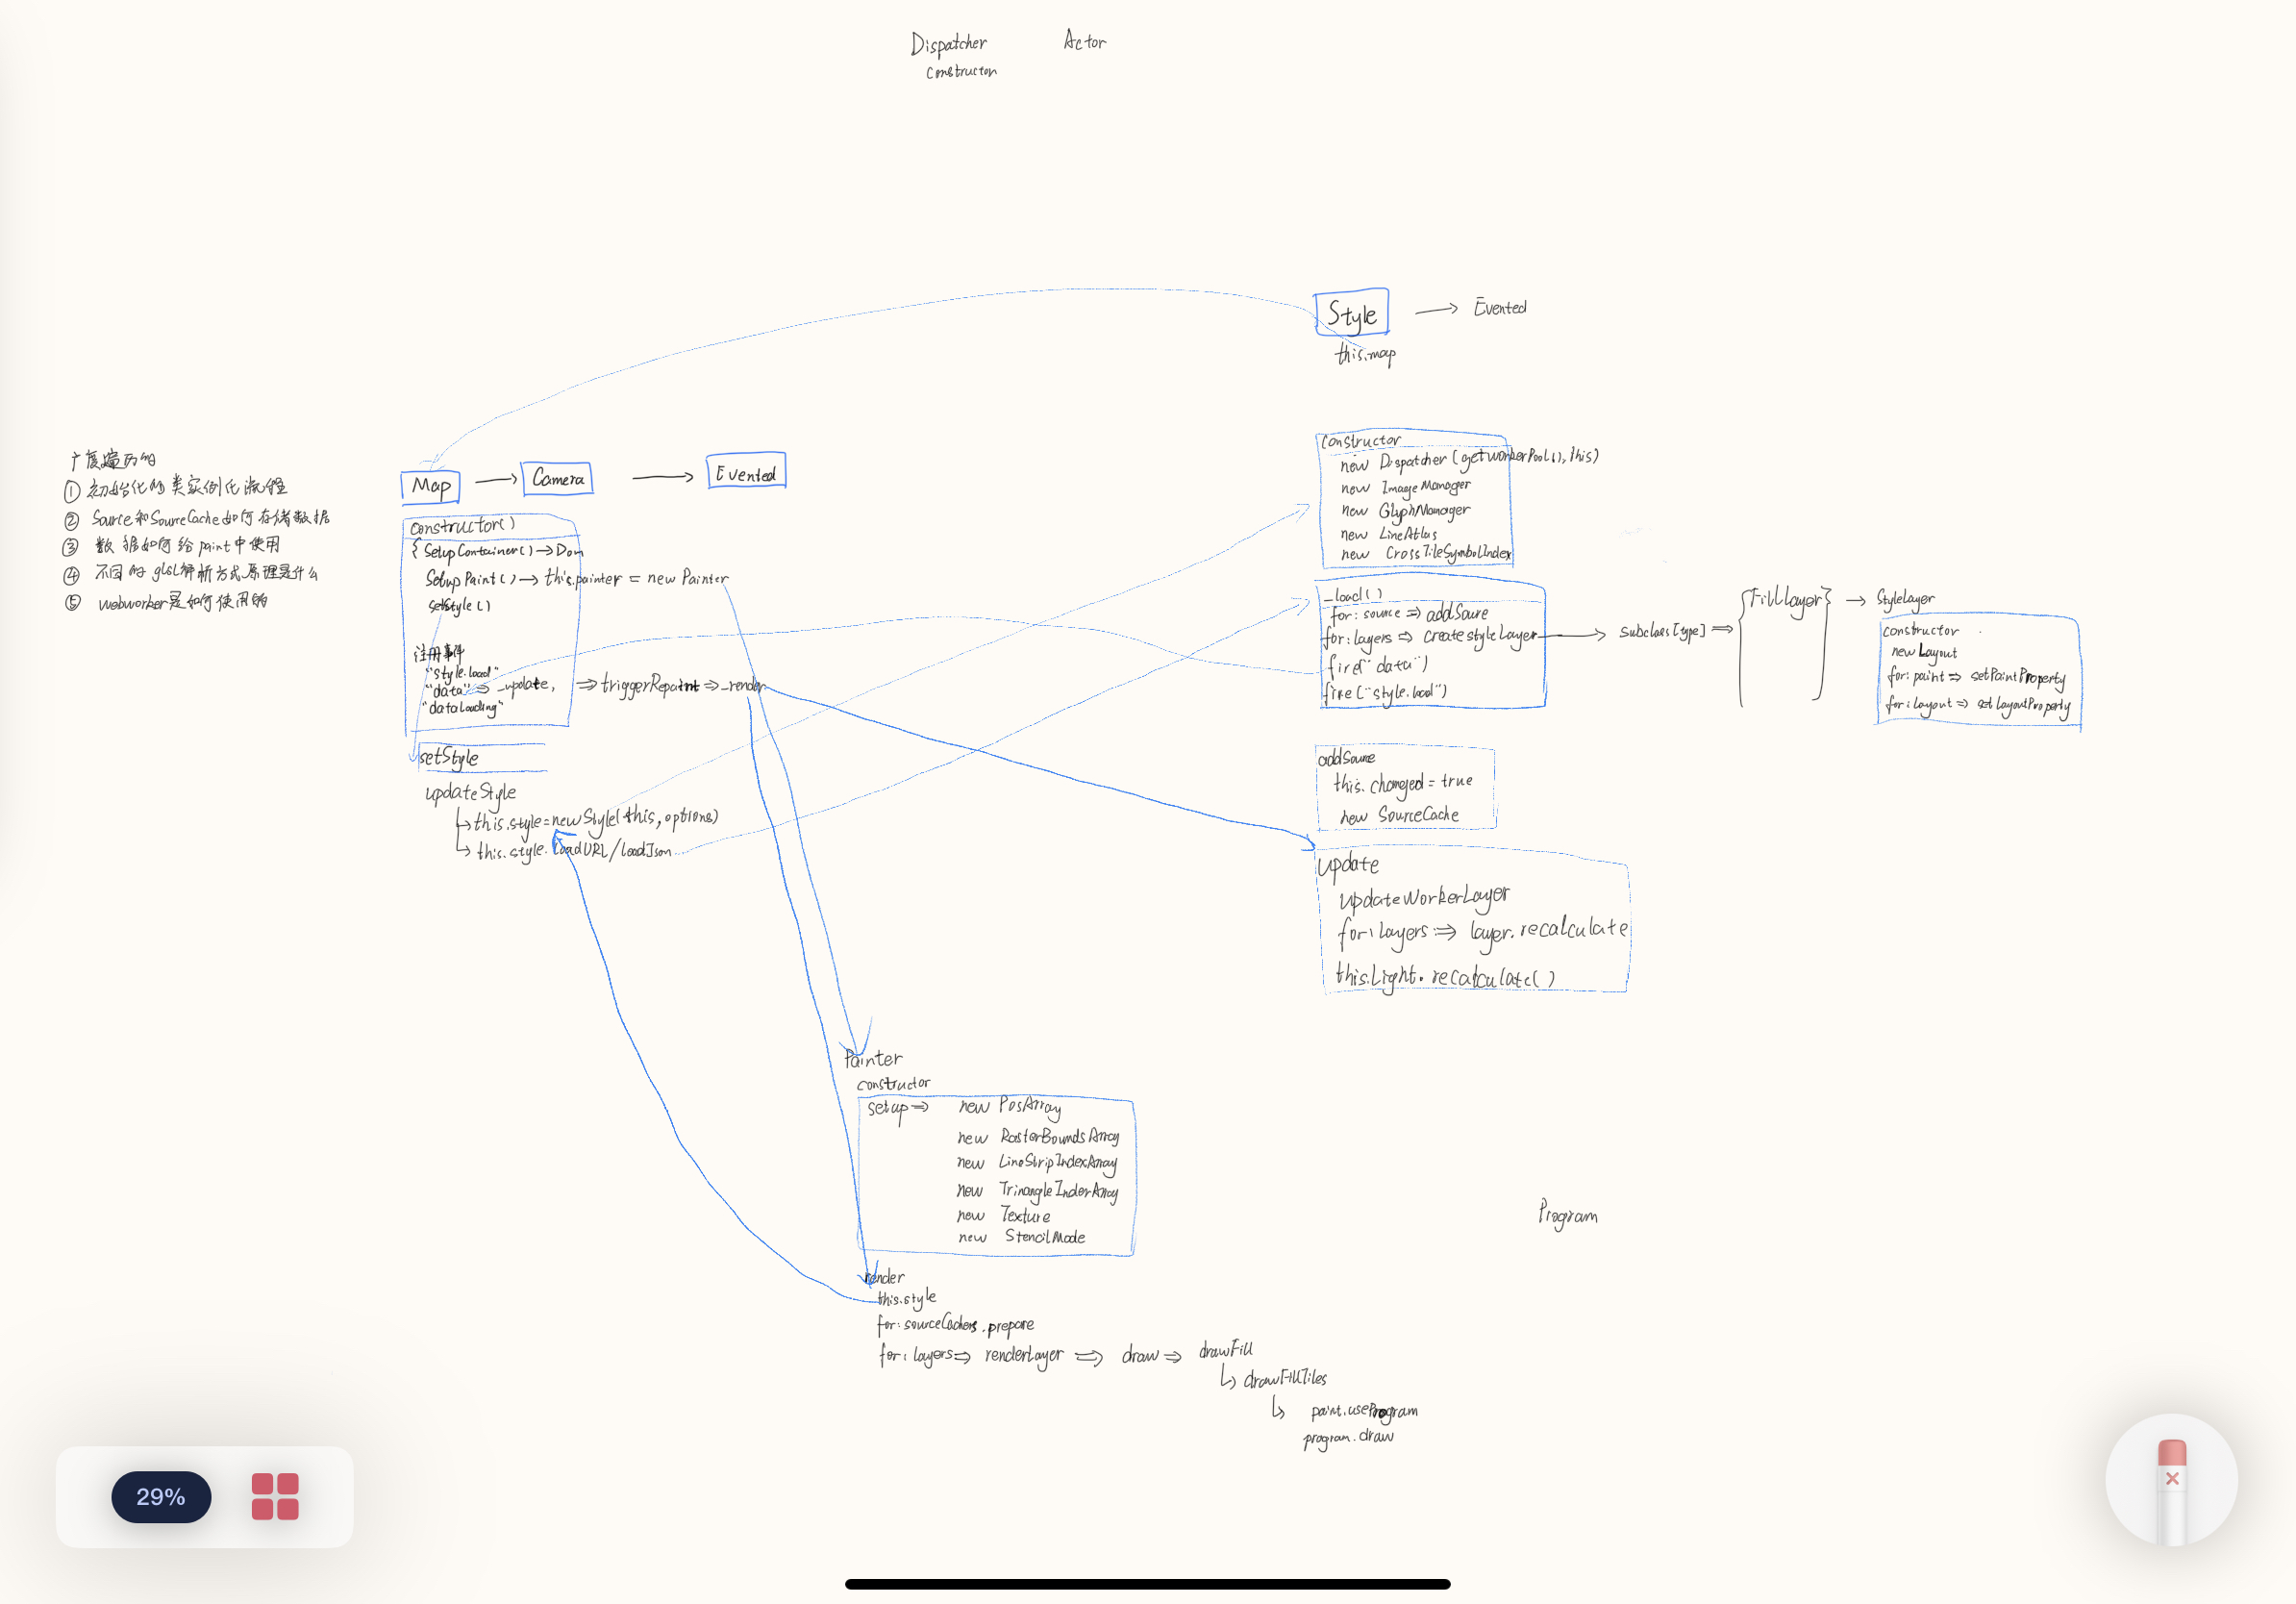 Dispatcher
constructor
Actor
Style → Evented
this.map
广度遍历的
① 初始化的类实例化流程
② Source和SourceCache如何存储数据
③ 数据如何给paint中使用
④ 不同的glsl解析方式原理是什么
⑤ webworker是如何使用的
Map → Camera → Evented
constructor()
{ SetupContainer() → Dom
SetupPaint() → this.painter = new Painter
setStyle()
注册事件
"style.load"
"data" ⇒ _update, ⇒ triggerRepaint ⇒ _render
"dataloading"
setStyle
updateStyle
↳ this.style = new Style(this, options)
↳ this.style.loadURL/loadJson
constructor
new Dispatcher (getWorkerPool(), this)
new ImageManager
new GlyphManager
new LineAtlas
new CrossTileSymbolIndex
_load()
for: source ⇒ addSoure
for: layers ⇒ createStyleLayer → subclass[type] ⇒ {FillLayer} → StyleLayer
fire("data")
fire("style.load")
constructor
new Layout
for: paint ⇒ setPaintProperty
for: layout ⇒ setLayoutProperty
addSoure
this.changed = true
new SourceCache
update
updateWorkerLayer
for: layers ⇒ layer.recalculate
this.Light.recalculate()
Painter
constructor
setup ⇒ new PosArray
new RasterBoundsArray
new LineStripIndexArray
new TrinangleIndexArray
new Texture
new StencilMode
render
this.style
for: sourceCaches.prepare
for: layers ⇒ renderLayer ⇒ draw ⇒ drawFill
↳ drawFillTiles
↳ paint.useProgram
program.draw
Program
29%